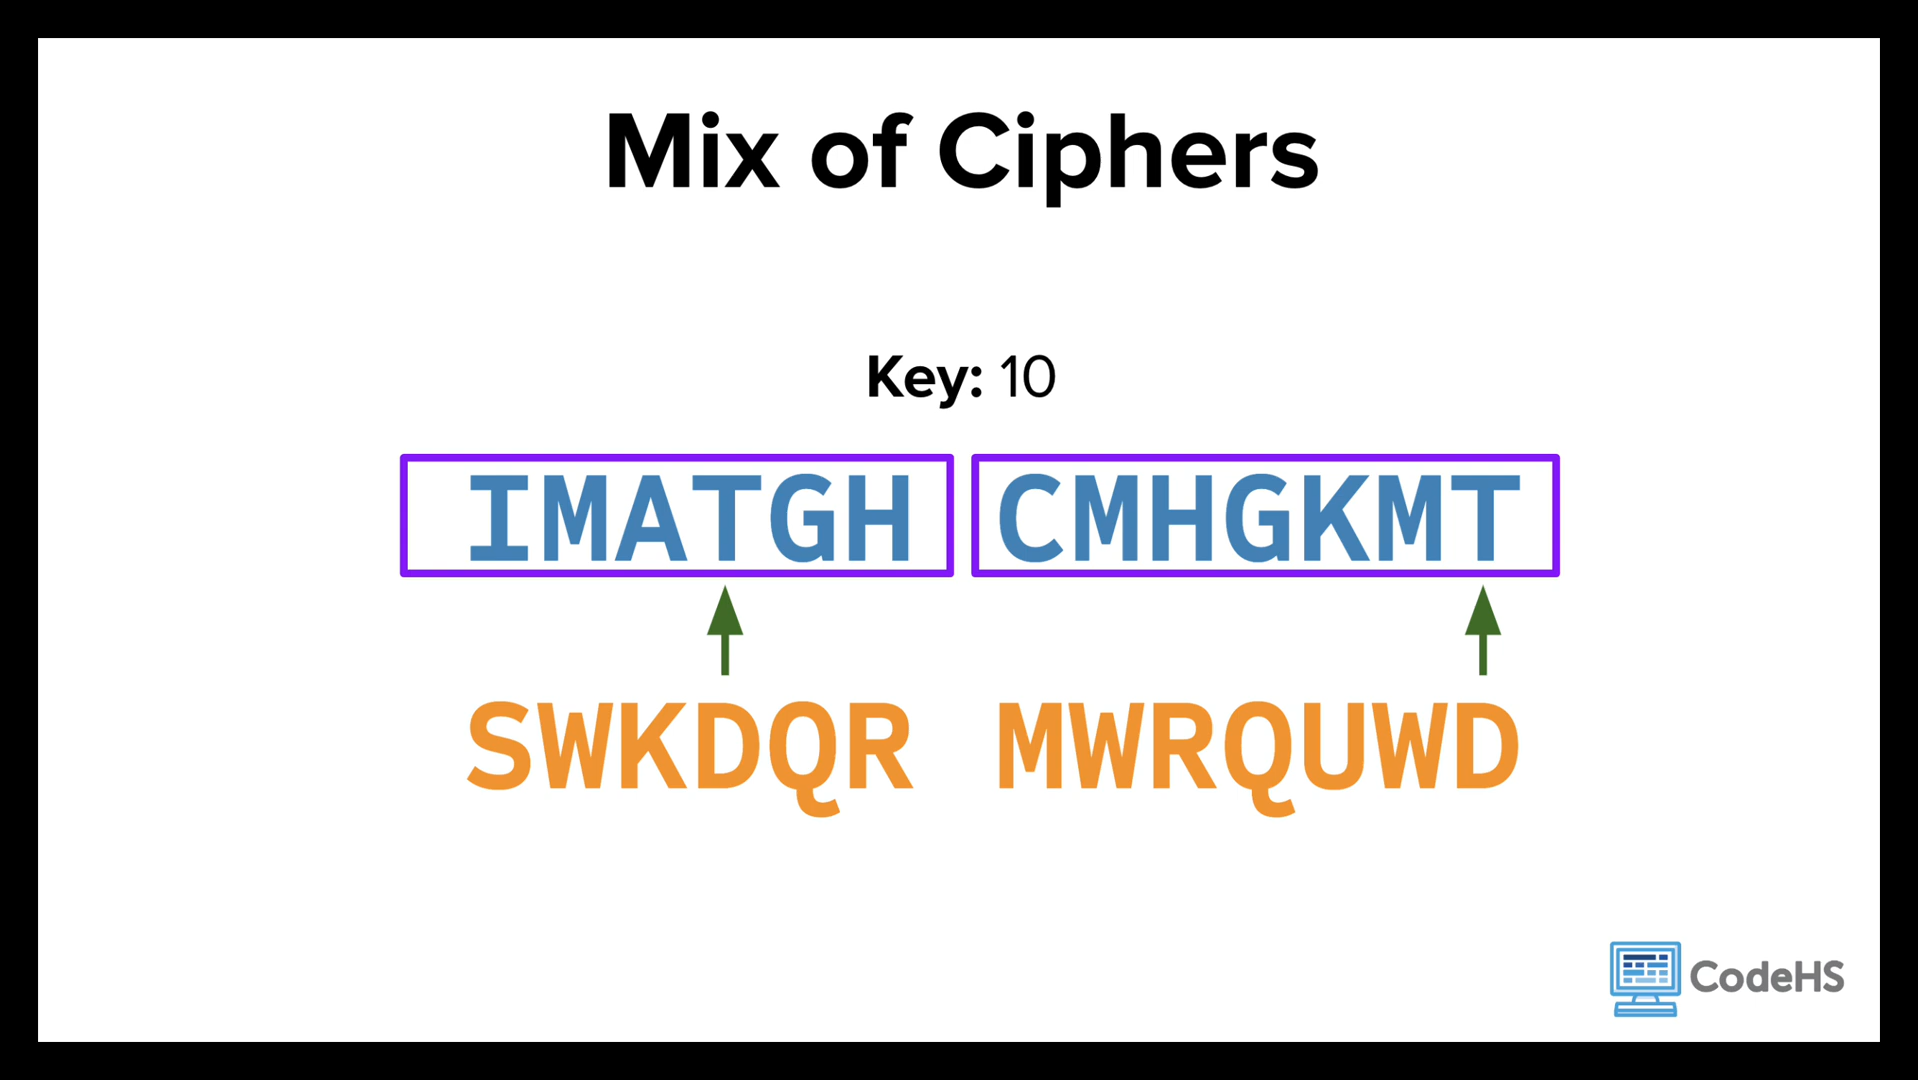 Mix of Ciphers
Key: 10
IMATGH CMHGKMT
SWKDQR MWRQUWD
CodeHS